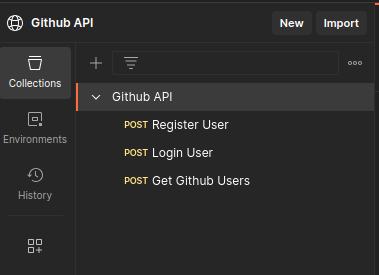 Github API
New
Import
Collections
Github API
Environments
POST Register User
POST Login User
POST Get Github Users
History